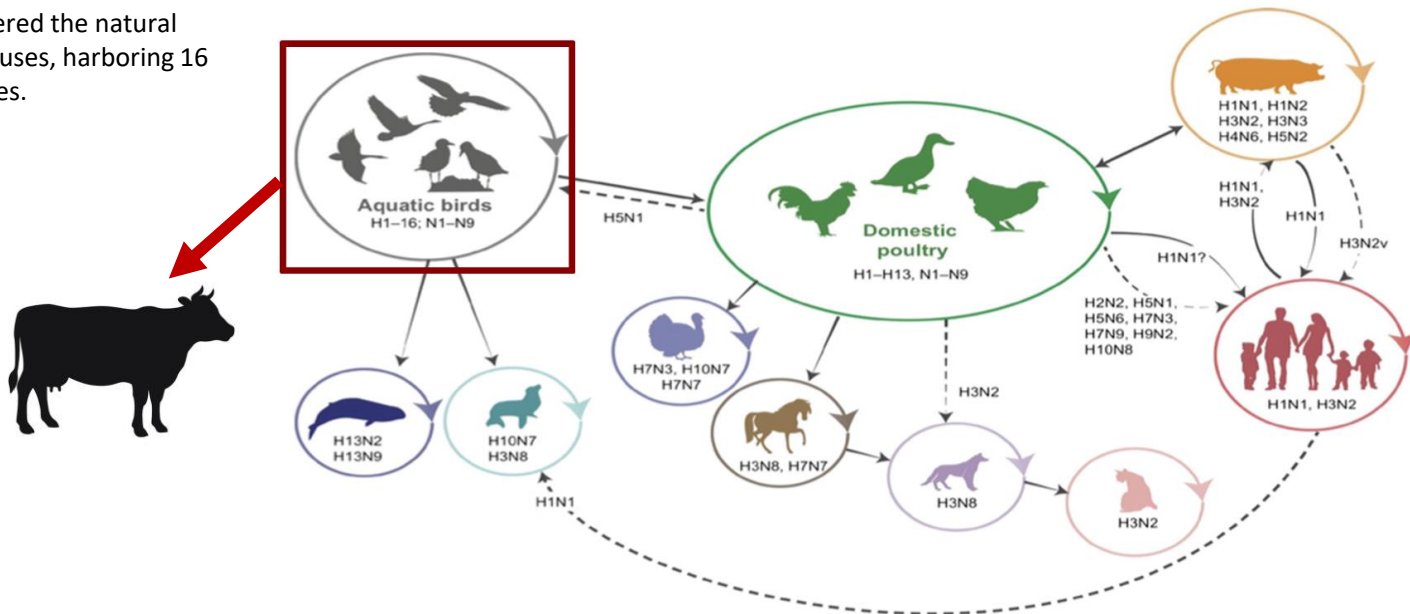 ered the natural
uses, harboring 16
es.
Aquatic birds
H1–16; N1–N9
H5N1
Domestic
poultry
H1–H13, N1–N9
H1N1, H1N2
H3N2, H3N3
H4N6, H5N2
H1N1,
H3N2
H1N1
H3N2v
H1N1?
H2N2, H5N1,
H5N6, H7N3,
H7N9, H9N2,
H10N8
H1N1, H3N2
H7N3, H10N7
H7N7
H13N2
H13N9
H10N7
H3N8
H3N8, H7N7
H3N2
H3N8
H3N2
H1N1